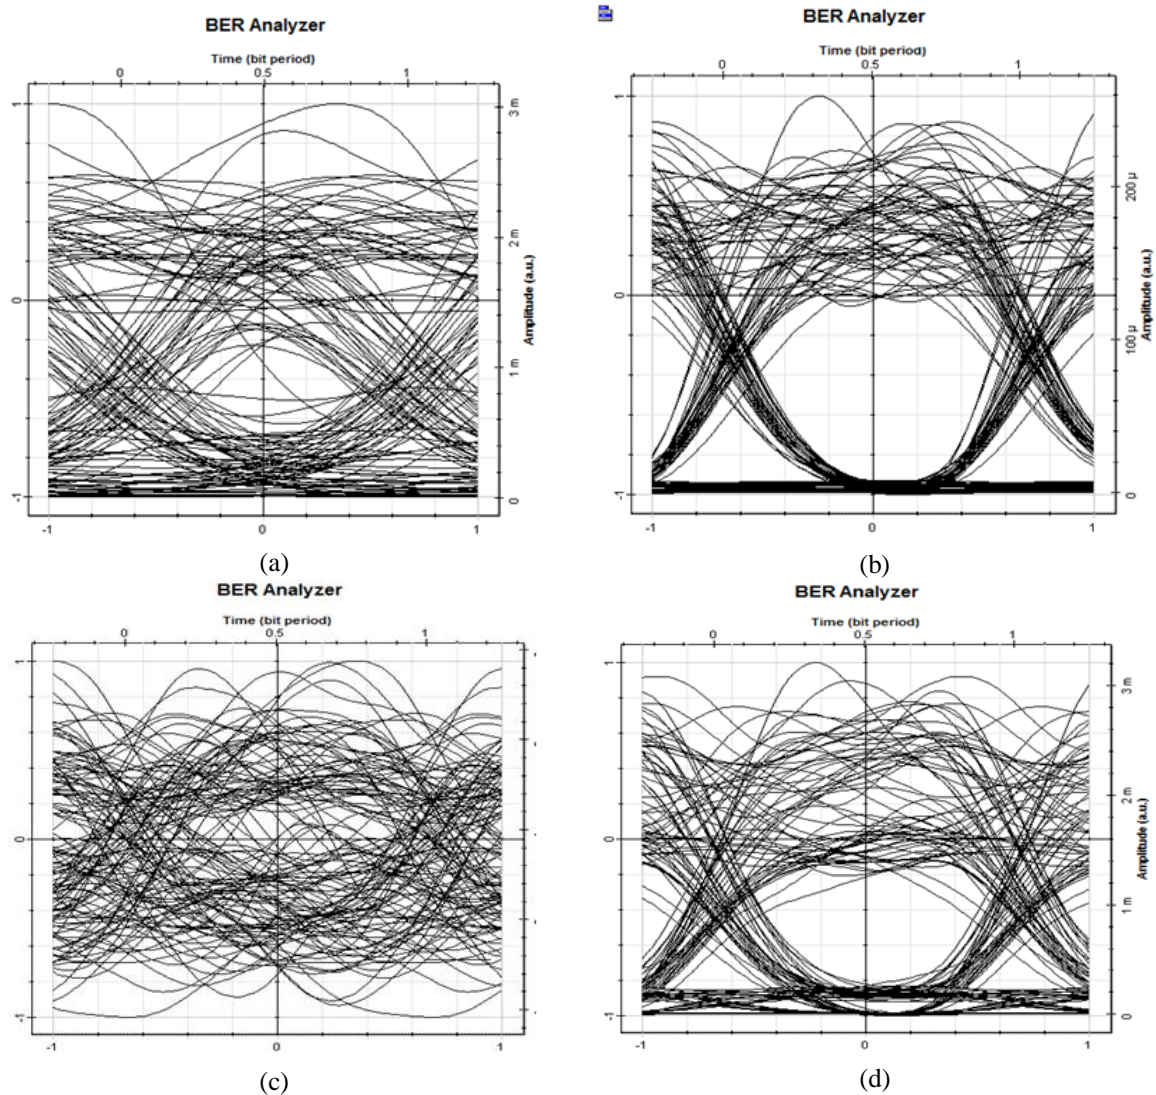 BER Analyzer
Time (bit period)
0 0.5 1
1
0
-1
3 m
2 m
1 m
0
Amplitude (a.u.)
-1 0 1
(a)
BER Analyzer
Time (bit period)
0 0.5 1
1
0
-1
200 µ
100 µ
0
Amplitude (a.u.)
-1 0 1
(b)
BER Analyzer
Time (bit period)
0 0.5 1
1
0
-1
-1 0 1
(c)
BER Analyzer
Time (bit period)
0 0.5 1
1
0
-1
3 m
2 m
1 m
0
Amplitude (a.u.)
-1 0 1
(d)